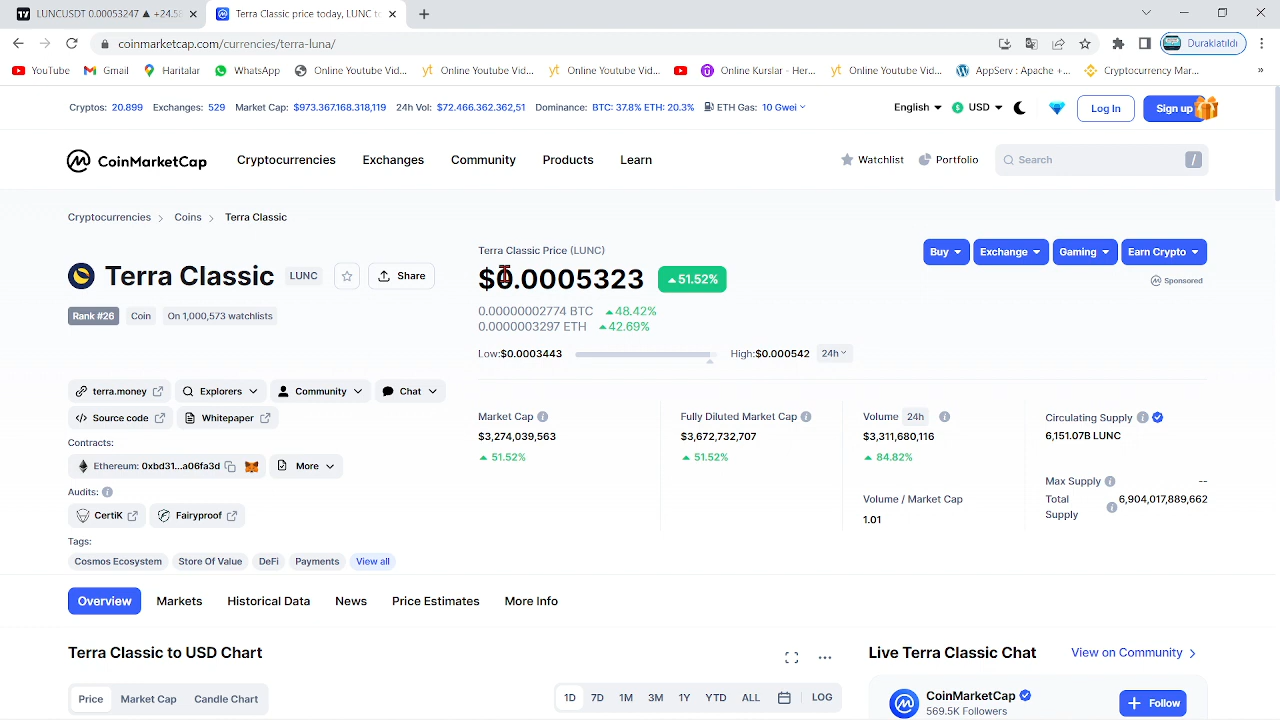 LUNCUSDT 0.00053247 ▲ +24.5
Terra Classic price today, LUNC to
coinmarketcap.com/currencies/terra-luna/
Duraklatıldı
YouTube
Gmail
Haritalar
WhatsApp
Online Youtube Vid...
Online Youtube Vid...
Online Youtube Vid...
Online Kurslar - Her...
Online Youtube Vid...
AppServ : Apache +...
Cryptocurrency Mar...
»
Cryptos: 20.899 Exchanges: 529 Market Cap: $973.367.168.318,119 24h Vol: $72.466.362.362,51 Dominance: BTC: 37.8% ETH: 20.3% ETH Gas: 10 Gwei
English USD Log In Sign up
CoinMarketCap Cryptocurrencies Exchanges Community Products Learn
Watchlist Portfolio Search /
Cryptocurrencies > Coins > Terra Classic
Terra Classic LUNC Share
Rank #26 Coin On 1,000,573 watchlists
Terra Classic Price (LUNC)
$0.0005323 51.52%
0.00000002774 BTC 48.42%
0.0000003297 ETH 42.69%
Low:$0.0003443 High:$0.000542 24h
Buy Exchange Gaming Earn Crypto
Sponsored
terra.money Explorers Community Chat
Source code Whitepaper
Contracts:
Ethereum: 0xbd31...a06fa3d More
Audits:
CertiK Fairyproof
Tags:
Cosmos Ecosystem Store Of Value DeFi Payments View all
Market Cap
$3,274,039,563
51.52%
Fully Diluted Market Cap
$3,672,732,707
51.52%
Volume 24h
$3,311,680,116
84.82%
Volume / Market Cap
1.01
Circulating Supply
6,151.07B LUNC
Max Supply --
Total Supply 6,904,017,889,662
Overview Markets Historical Data News Price Estimates More Info
Terra Classic to USD Chart
Price Market Cap Candle Chart
1D 7D 1M 3M 1Y YTD ALL LOG
Live Terra Classic Chat View on Community
CoinMarketCap
569.5K Followers
+ Follow